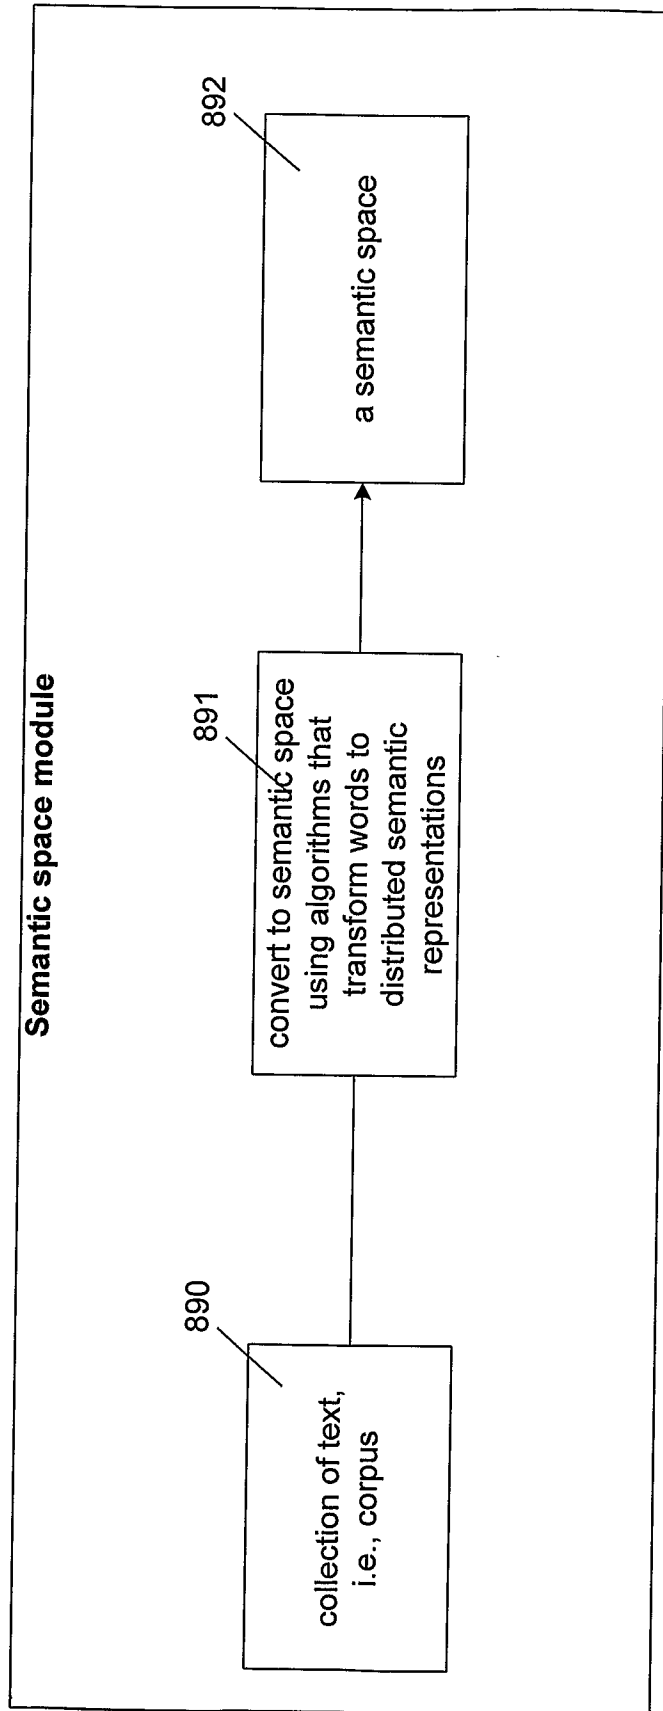 Semantic space module
890
collection of text,
i.e., corpus
891
convert to semantic space
using algorithms that
transform words to
distributed semantic
representations
892
a semantic space